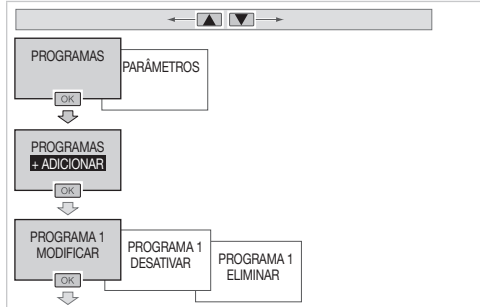 PROGRAMAS
PARÂMETROS
OK
PROGRAMAS
+ ADICIONAR
OK
PROGRAMA 1
MODIFICAR
PROGRAMA 1
DESATIVAR
PROGRAMA 1
ELIMINAR
OK